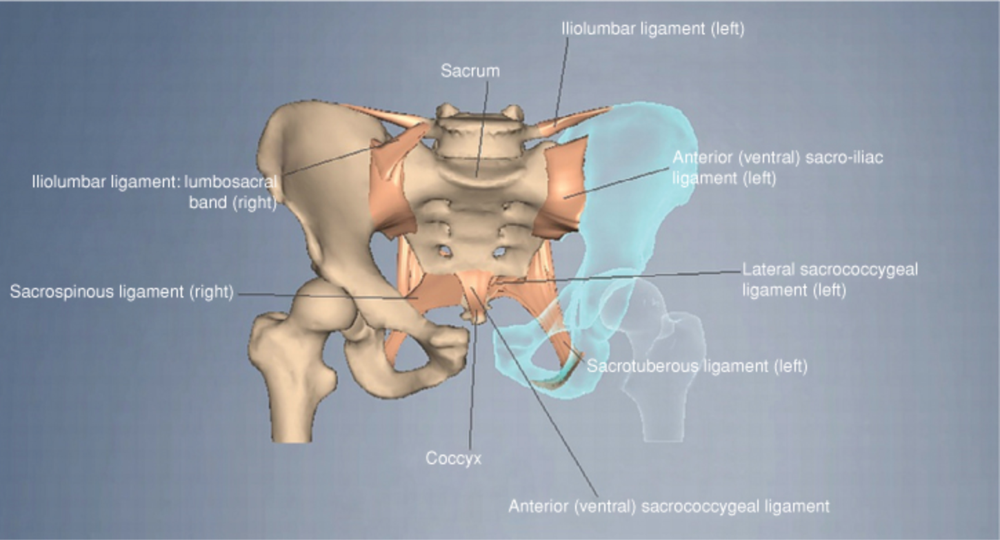 Iliolumbar ligament (left)
Sacrum
Anterior (ventral) sacro-iliac
ligament (left)
Iliolumbar ligament: lumbosacral
band (right)
Lateral sacrococcygeal
ligament (left)
Sacrospinous ligament (right)
Sacrotuberous ligament (left)
Coccyx
Anterior (ventral) sacrococcygeal ligament